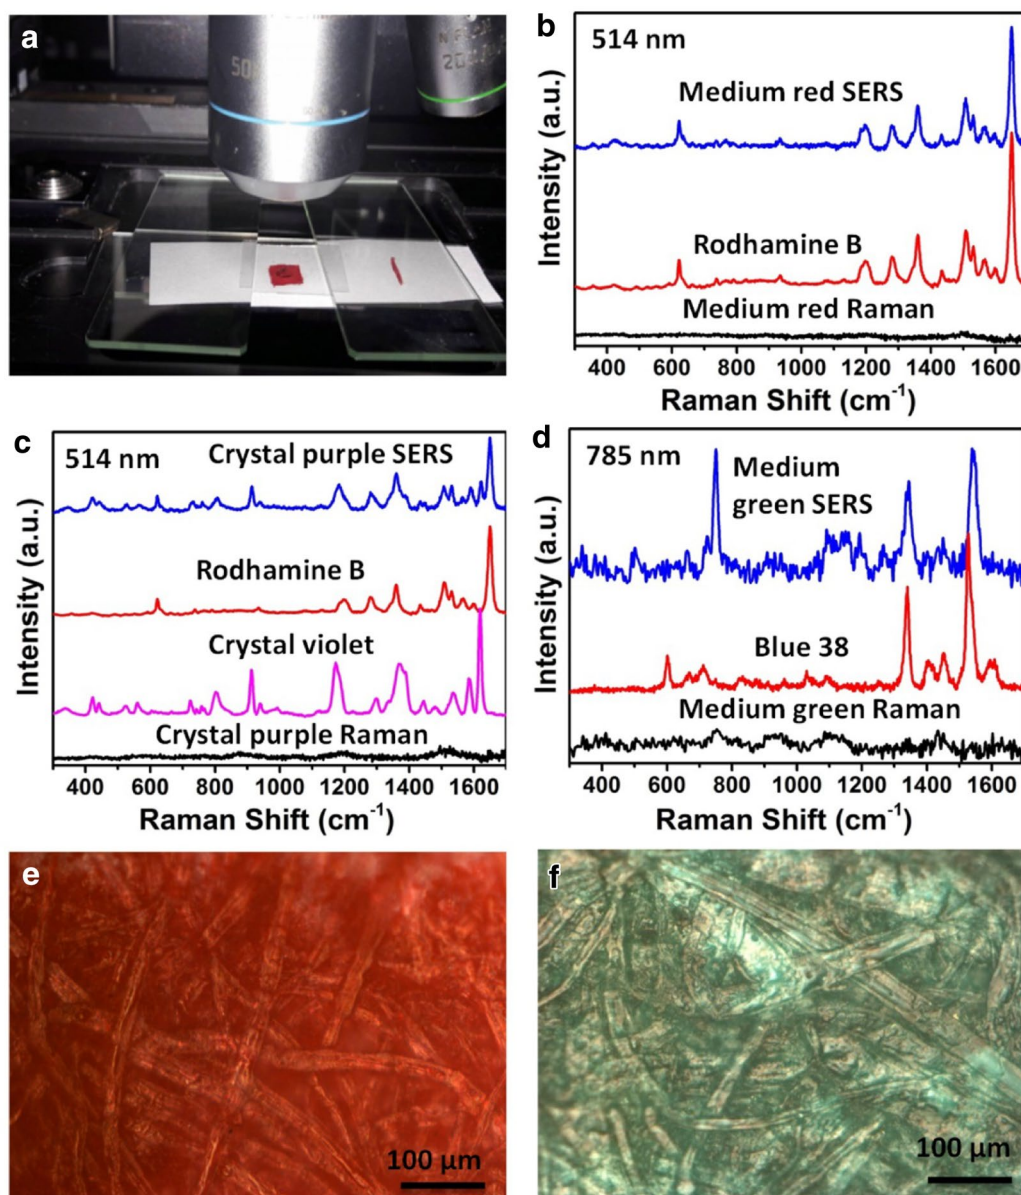 a
50X
20
b
514 nm
Medium red SERS
Rodhamine B
Medium red Raman
Intensity (a.u.)
400 600 800 1000 1200 1400 1600
Raman Shift (cm⁻¹)
c
514 nm
Crystal purple SERS
Rodhamine B
Crystal violet
Crystal purple Raman
Intensity (a.u.)
400 600 800 1000 1200 1400 1600
Raman Shift (cm⁻¹)
d
785 nm
Medium
green SERS
Blue 38
Medium green Raman
Intensity (a.u.)
400 600 800 1000 1200 1400 1600
Raman Shift (cm⁻¹)
e
100 μm
f
100 μm